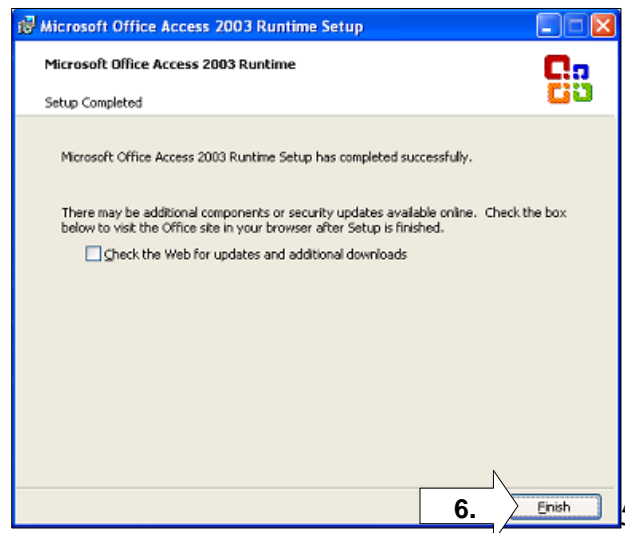 Microsoft Office Access 2003 Runtime Setup
Microsoft Office Access 2003 Runtime
Setup Completed
Microsoft Office Access 2003 Runtime Setup has completed successfully.
There may be additional components or security updates available online. Check the box
below to visit the Office site in your browser after Setup is finished.
Check the Web for updates and additional downloads
6.
Finish